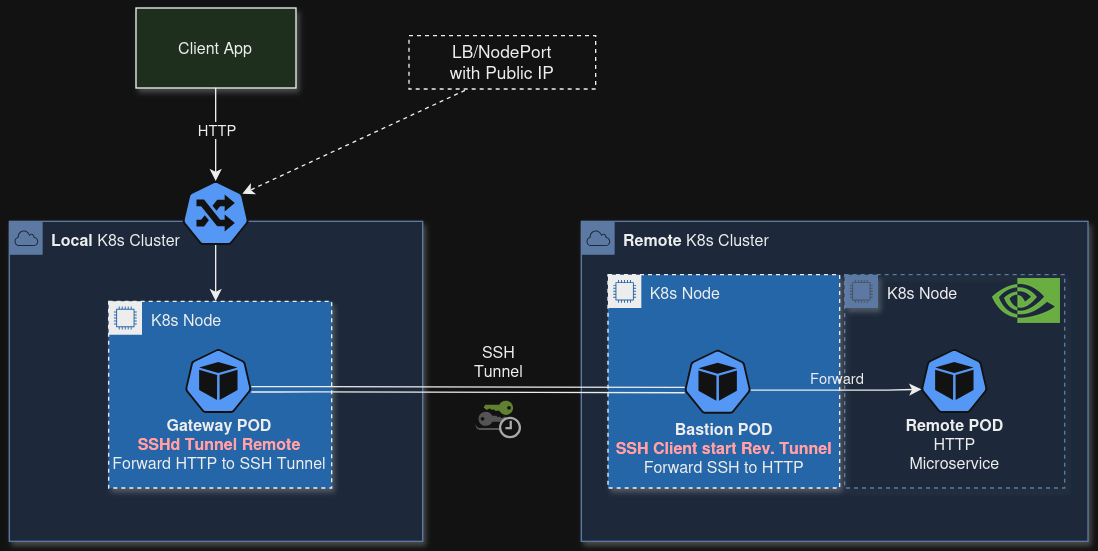 Client App
LB/NodePort
with Public IP
HTTP
Local K8s Cluster
Remote K8s Cluster
K8s Node
K8s Node
K8s Node
SSH
Tunnel
Forward
Gateway POD
SSHd Tunnel Remote
Forward HTTP to SSH Tunnel
Bastion POD
SSH Client start Rev. Tunnel
Forward SSH to HTTP
Remote POD
HTTP
Microservice